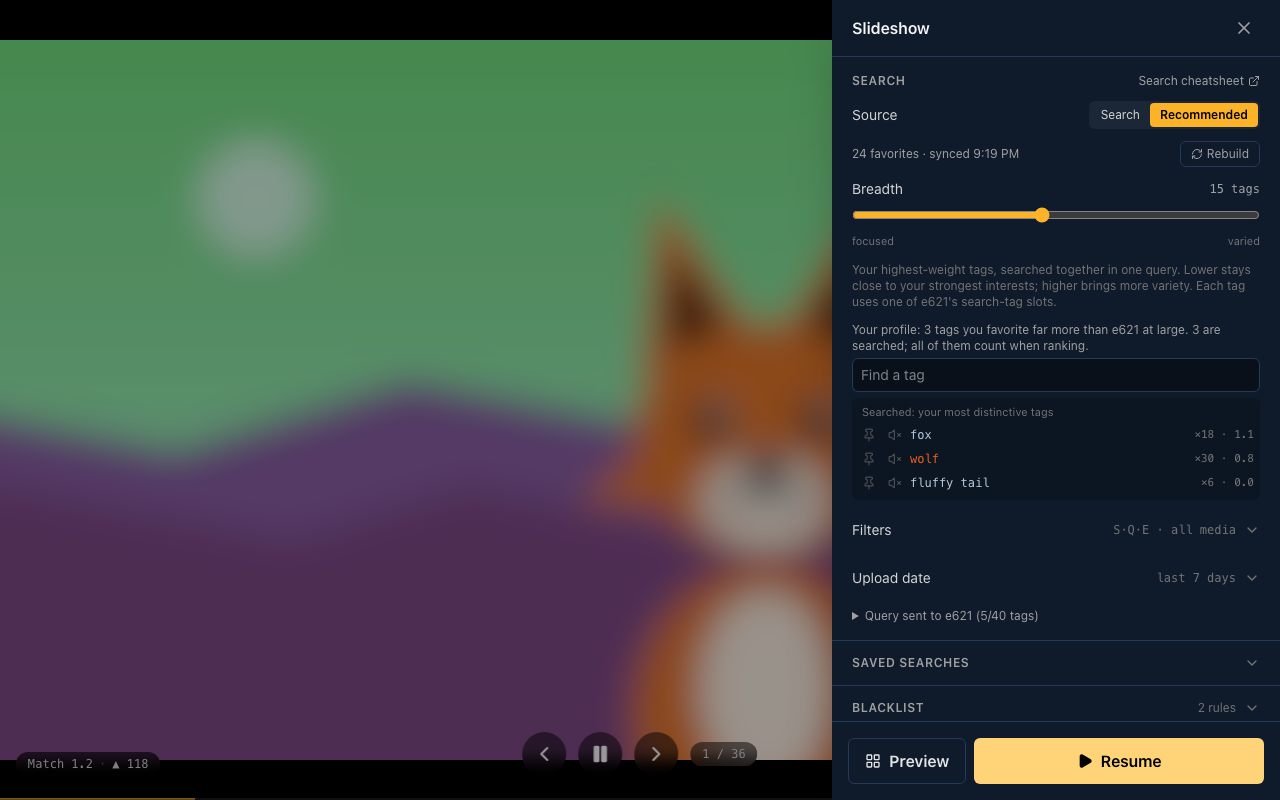 Slideshow
SEARCH
Search cheatsheet
Source
Search
Recommended
24 favorites · synced 9:19 PM
Rebuild
Breadth
15 tags
focused
varied
Your highest-weight tags, searched together in one query. Lower stays
close to your strongest interests; higher brings more variety. Each tag
uses one of e621's search-tag slots.
Your profile: 3 tags you favorite far more than e621 at large. 3 are
searched; all of them count when ranking.
Find a tag
Searched: your most distinctive tags
fox ×18 · 1.1
wolf ×30 · 0.8
fluffy tail ×6 · 0.0
Filters
S·Q·E · all media
Upload date
last 7 days
Query sent to e621 (5/40 tags)
SAVED SEARCHES
BLACKLIST
2 rules
Preview
Resume
Match 1.2 · ▲ 118
1 / 36